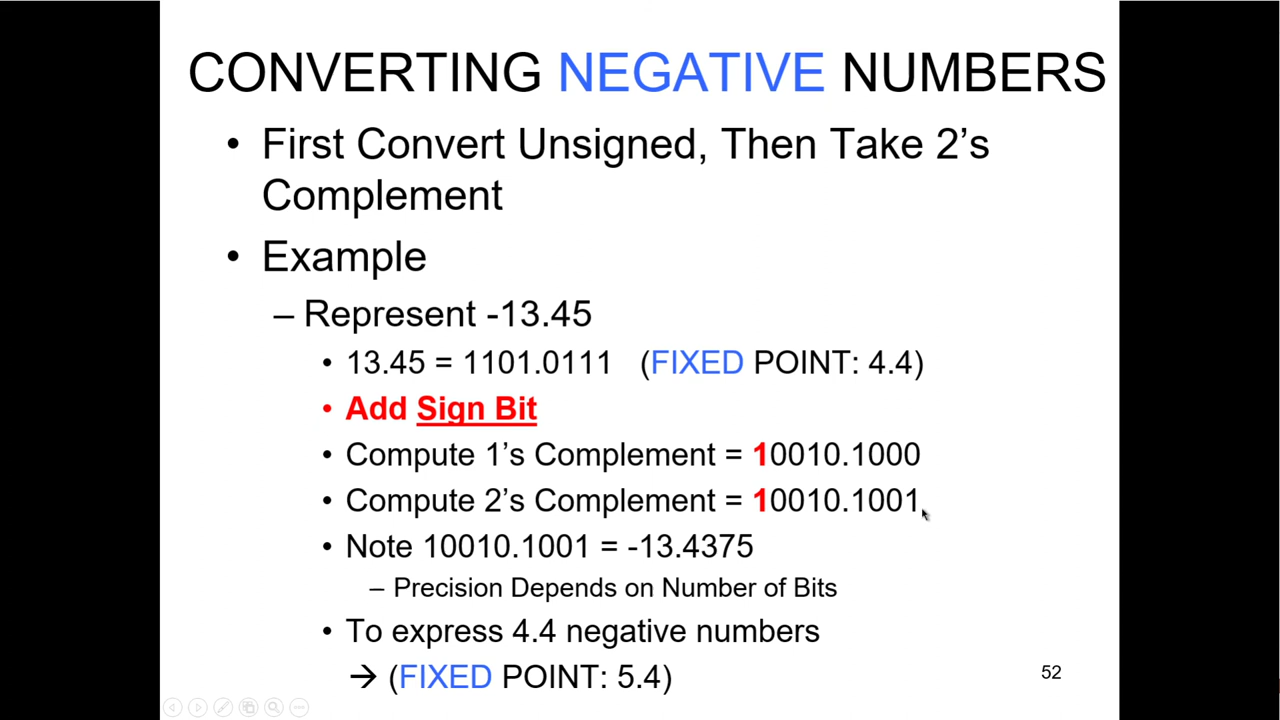 CONVERTING NEGATIVE NUMBERS
• First Convert Unsigned, Then Take 2’s
Complement
• Example
– Represent -13.45
• 13.45 = 1101.0111 (FIXED POINT: 4.4)
• Add Sign Bit
• Compute 1’s Complement = 10010.1000
• Compute 2’s Complement = 10010.1001
• Note 10010.1001 = -13.4375
– Precision Depends on Number of Bits
• To express 4.4 negative numbers
→ (FIXED POINT: 5.4)
52